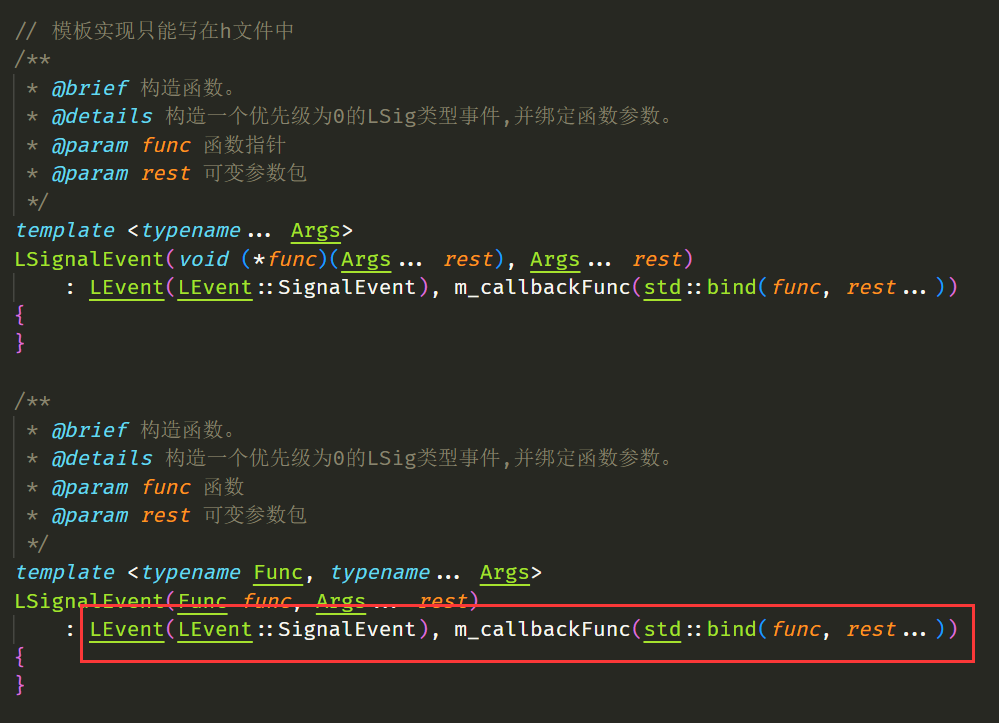 // 模板实现只能写在h文件中
/**
* @brief 构造函数。
* @details 构造一个优先级为0的LSig类型事件,并绑定函数参数。
* @param func 函数指针
* @param rest 可变参数包
*/
template <typename... Args>
LSignalEvent(void (*func)(Args... rest), Args... rest)
: LEvent(LEvent::SignalEvent), m_callbackFunc(std::bind(func, rest...))
{
}
/**
* @brief 构造函数。
* @details 构造一个优先级为0的LSig类型事件,并绑定函数参数。
* @param func 函数
* @param rest 可变参数包
*/
template <typename Func, typename... Args>
LSignalEvent(Func func, Args... rest)
: LEvent(LEvent::SignalEvent), m_callbackFunc(std::bind(func, rest...))
{
}